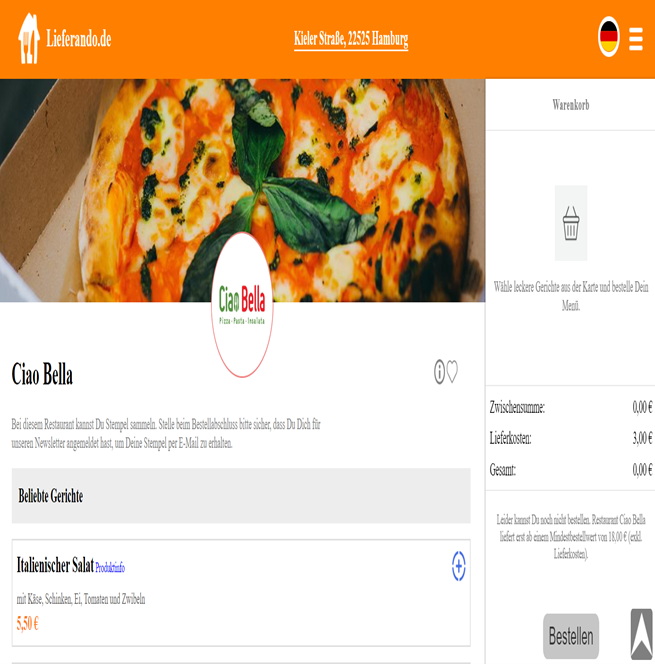 Lieferando.de
Kieler Straße, 22525 Hamburg
Warenkorb
Wähle leckere Gerichte aus der Karte und bestelle Dein
Menü.
Ciao Bella
Pizza - Pasta - Insalata
Ciao Bella
Bei diesem Restaurant kannst Du Stempel sammeln. Stelle beim Bestellabschluss bitte sicher, dass Du Dich für
unseren Newsletter angemeldet hast, um Deine Stempel per E-Mail zu erhalten.
Beliebte Gerichte
Italienischer Salat Produktinfo
mit Käse, Schinken, Ei, Tomaten und Zwibeln
5,50 €
Zwischensumme: 0,00 €
Lieferkosten: 3,00 €
Gesamt: 0,00 €
Leider kannst Du noch nicht bestellen. Restaurant Ciao Bella
liefert erst ab einem Mindestbestellwert von 18,00 € (exkl.
Lieferkosten).
Bestellen